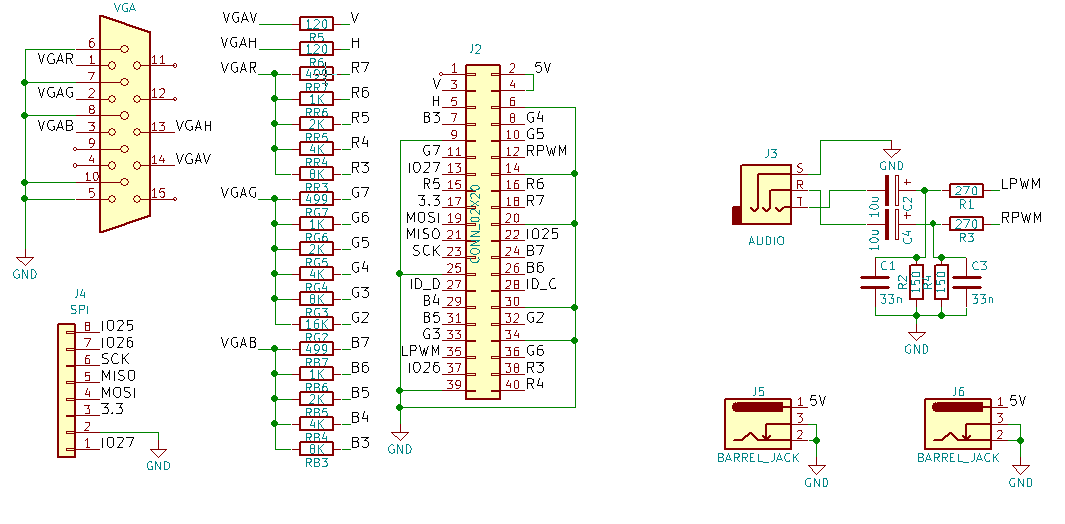 VGA
6
VGAR 1
11
7
VGAG 2
12
8
VGAB 3
13 VGAH
9
4
14 VGAV
10
5
15
GND
J4
SPI
8 IO25
7 IO26
6 SCK
5 MISO
4 MOSI
3 3.3
2
1 IO27
GND
VGAV 120 V
R5
VGAH 120 H
R6
VGAR 499 R7
RR7
1K R6
RR6
2K R5
RR5
4K R4
RR4
8K R3
RR3
VGAG 499 G7
RG7
1K G6
RG6
2K G5
RG5
4K G4
RG4
8K G3
RG3
16K G2
RG2
VGAB 499 B7
RB7
1K B6
RB6
2K B5
RB5
4K B4
RB4
8K B3
RB3
J2
CONN_02X20
1 2 5V
V 3 4
H 5 6
B3 7 8 G4
9 10 G5
G7 11 12 RPWM
IO27 13 14
R5 15 16 R6
3.3 17 18 R7
MOSI 19 20
MISO 21 22 IO25
SCK 23 24 B7
25 26 B6
ID_D 27 28 ID_C
B4 29 30
B5 31 32 G2
G3 33 34
LPWM 35 36 G6
IO26 37 38 R3
39 40 R4
GND
J3
S
R
T
AUDIO
GND
+
10u C2
270 LPWM
R1
+
10u C4
270 RPWM
R3
C1
33n
R2 150
R4 150
C3
33n
GND
J5
1 5V
3
2
BARREL_JACK
GND
J6
1 5V
3
2
BARREL_JACK
GND